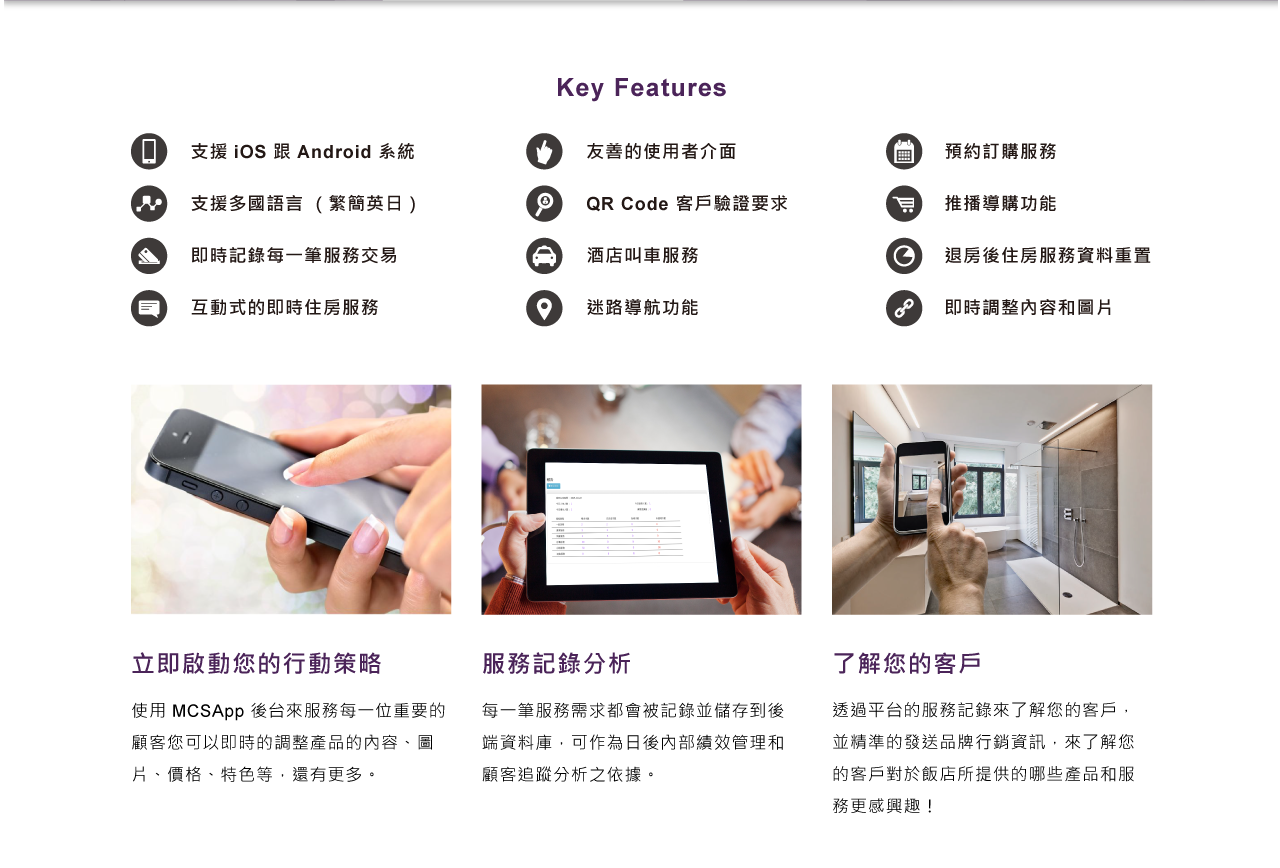 Key Features
支援 iOS 跟 Android 系統
友善的使用者介面
預約訂購服務
支援多國語言 （繁簡英日）
QR Code 客戶驗證要求
推播導購功能
即時記錄每一筆服務交易
酒店叫車服務
退房後住房服務資料重置
互動式的即時住房服務
迷路導航功能
即時調整內容和圖片
立即啟動您的行動策略
使用 MCSApp 後台來服務每一位重要的
顧客您可以即時的調整產品的內容、圖
片、價格、特色等，還有更多。
服務記錄分析
每一筆服務需求都會被記錄並儲存到後
端資料庫，可作為日後內部績效管理和
顧客追蹤分析之依據。
了解您的客戶
透過平台的服務記錄來了解您的客戶，
並精準的發送品牌行銷資訊，來了解您
的客戶對於飯店所提供的哪些產品和服
務更感興趣！